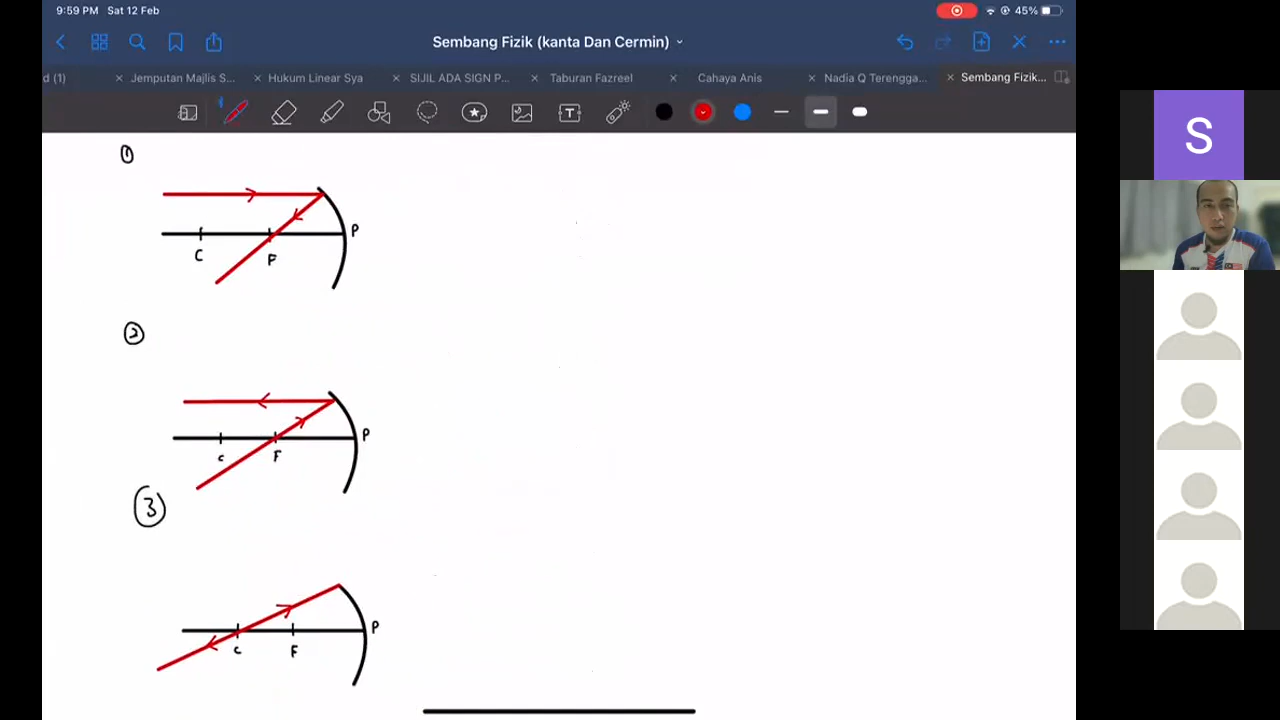 9:59 PM Sat 12 Feb 45%
Sembang Fizik (kanta Dan Cermin)
d (1) Jemputan Majlis S... Hukum Linear Sya SIJIL ADA SIGN P... Taburan Fazreel Cahaya Anis Nadia Q Terengga... Sembang Fizik...
T
S
1
P
C F
2
P
c F
3
P
c F